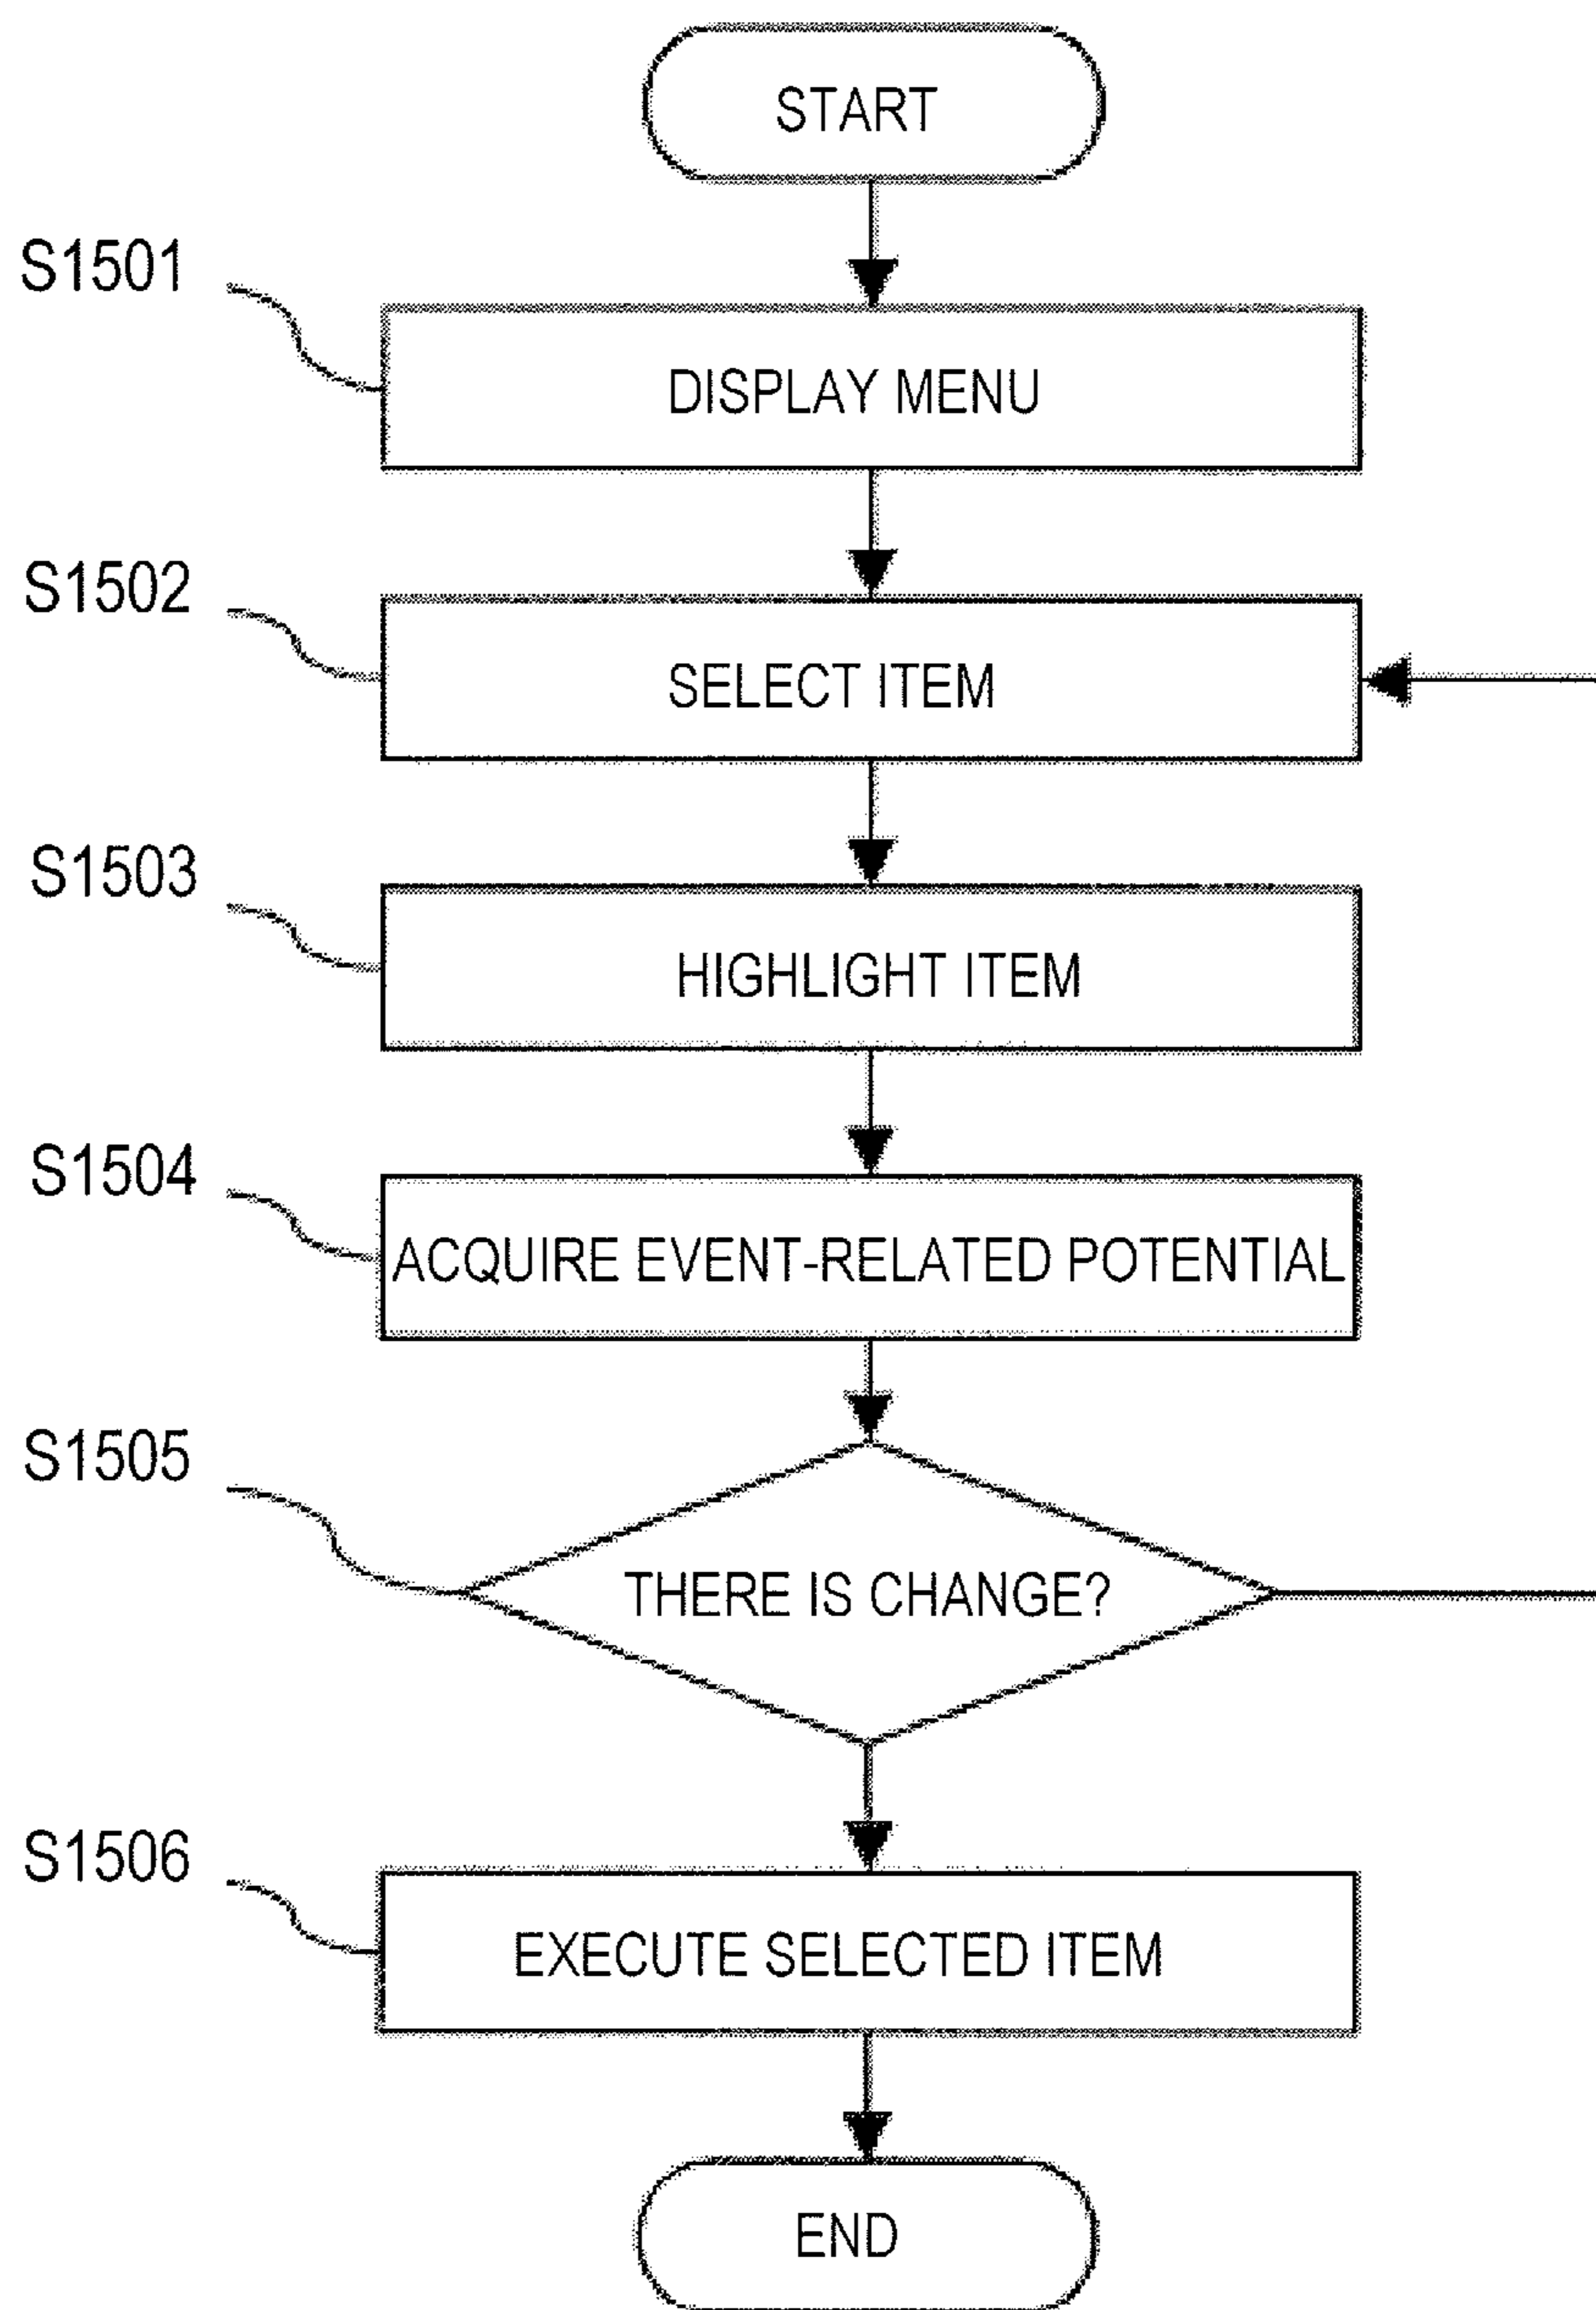 START
S1501
DISPLAY MENU
S1502
SELECT ITEM
S1503
HIGHLIGHT ITEM
S1504
ACQUIRE EVENT-RELATED POTENTIAL
S1505
THERE IS CHANGE?
S1506
EXECUTE SELECTED ITEM
END